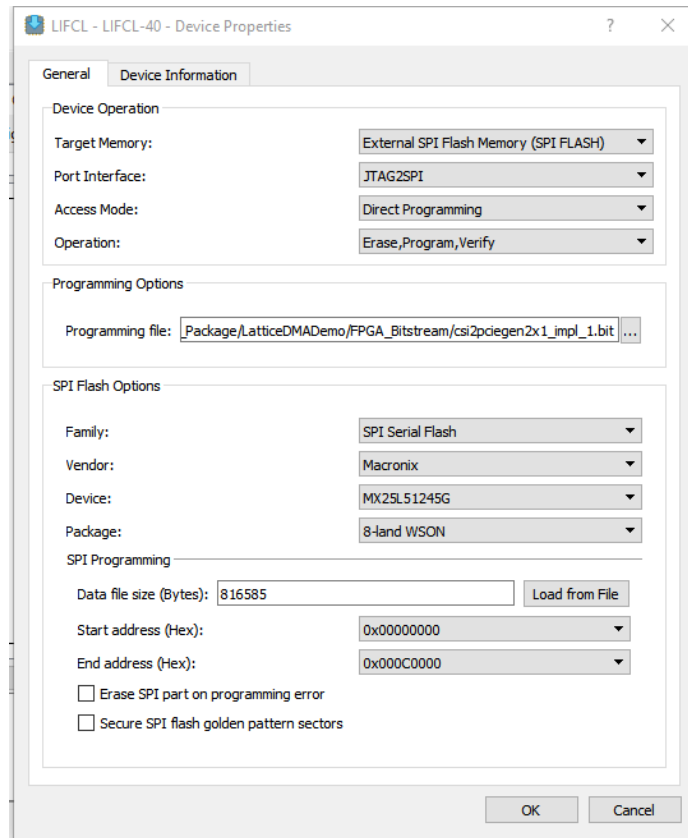 LIFCL - LIFCL-40 - Device Properties ? ×
General Device Information
Device Operation
Target Memory: External SPI Flash Memory (SPI FLASH)
Port Interface: JTAG2SPI
Access Mode: Direct Programming
Operation: Erase,Program,Verify
Programming Options
Programming file: _Package/LatticeDMADemo/FPGA_Bitstream/csi2pciegen2x1_impl_1.bit ...
SPI Flash Options
Family: SPI Serial Flash
Vendor: Macronix
Device: MX25L51245G
Package: 8-land WSON
SPI Programming
Data file size (Bytes): 816585 Load from File
Start address (Hex): 0x00000000
End address (Hex): 0x000C0000
Erase SPI part on programming error
Secure SPI flash golden pattern sectors
OK Cancel